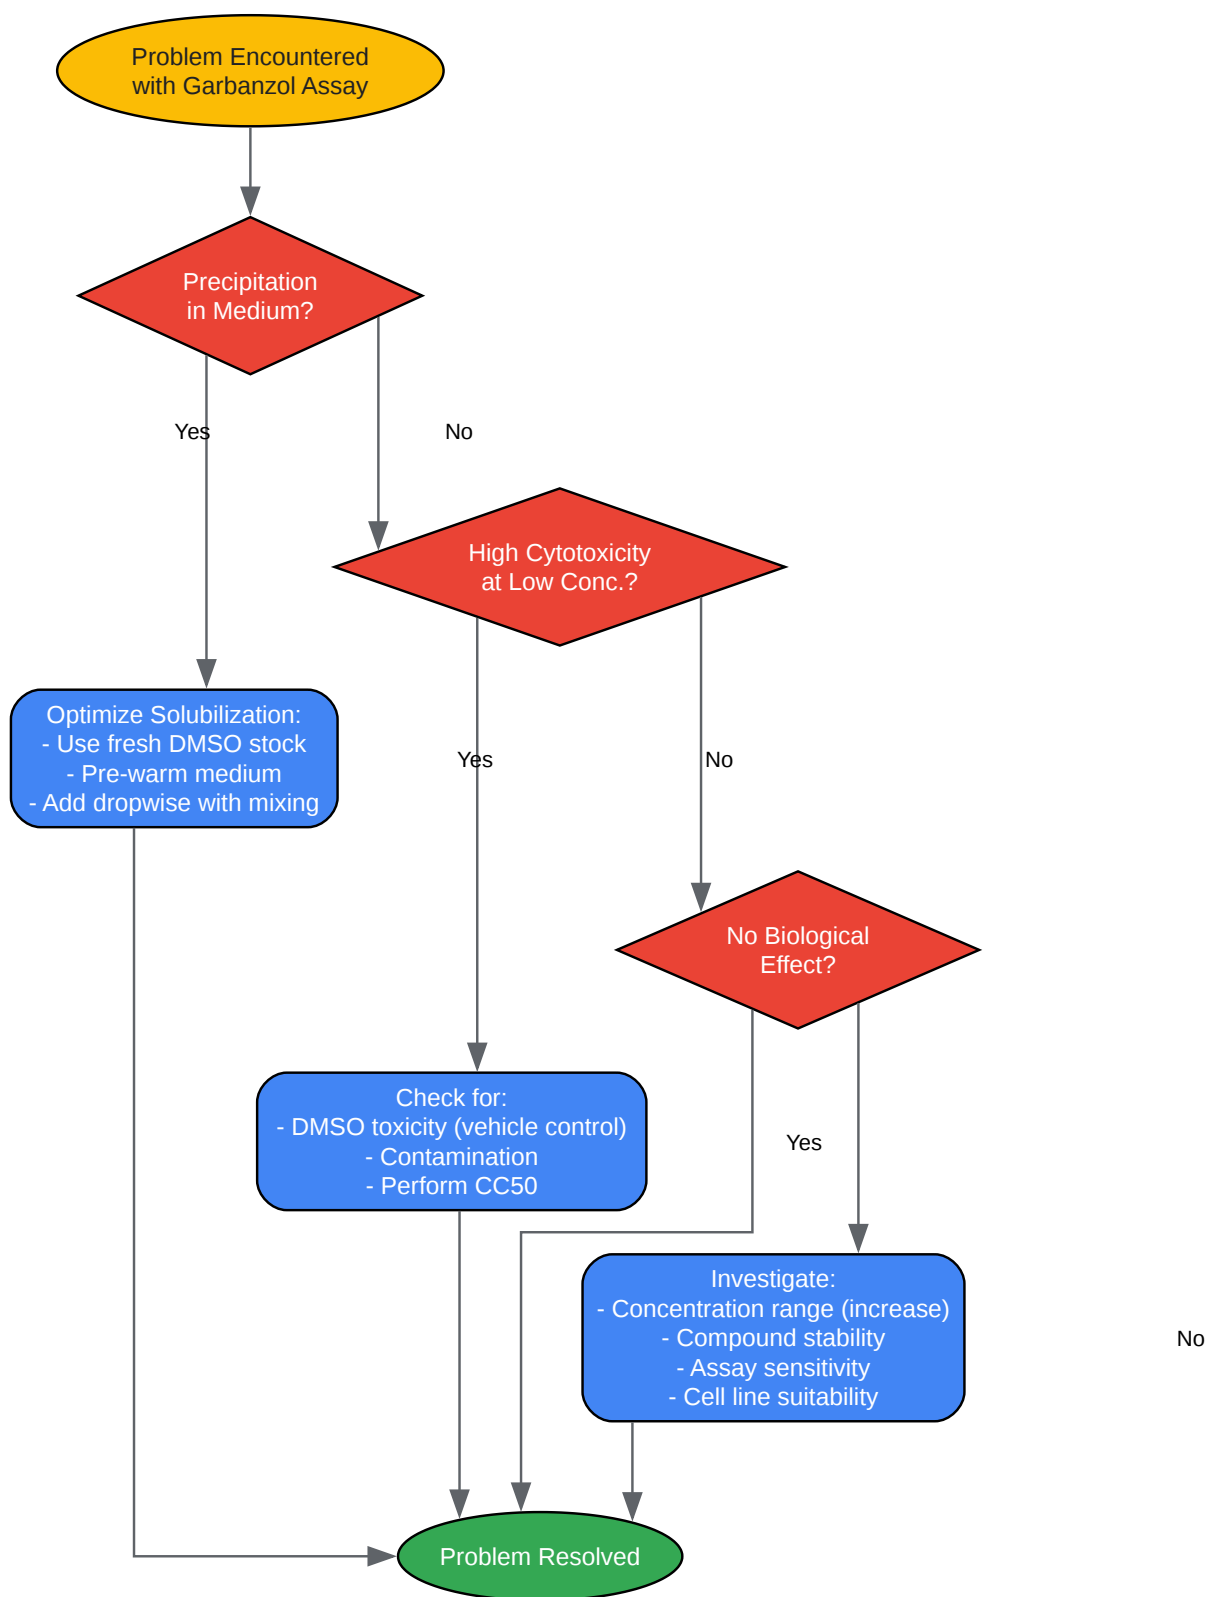 Problem Encountered
with Garbanzol Assay
Precipitation
in Medium?
Yes
No
High Cytotoxicity
at Low Conc.?
Optimize Solubilization:
- Use fresh DMSO stock
- Pre-warm medium
- Add dropwise with mixing
Yes
No
No Biological
Effect?
Check for:
- DMSO toxicity (vehicle control)
- Contamination
- Perform CC50
Yes
Investigate:
- Concentration range (increase)
- Compound stability
- Assay sensitivity
- Cell line suitability
No
Problem Resolved